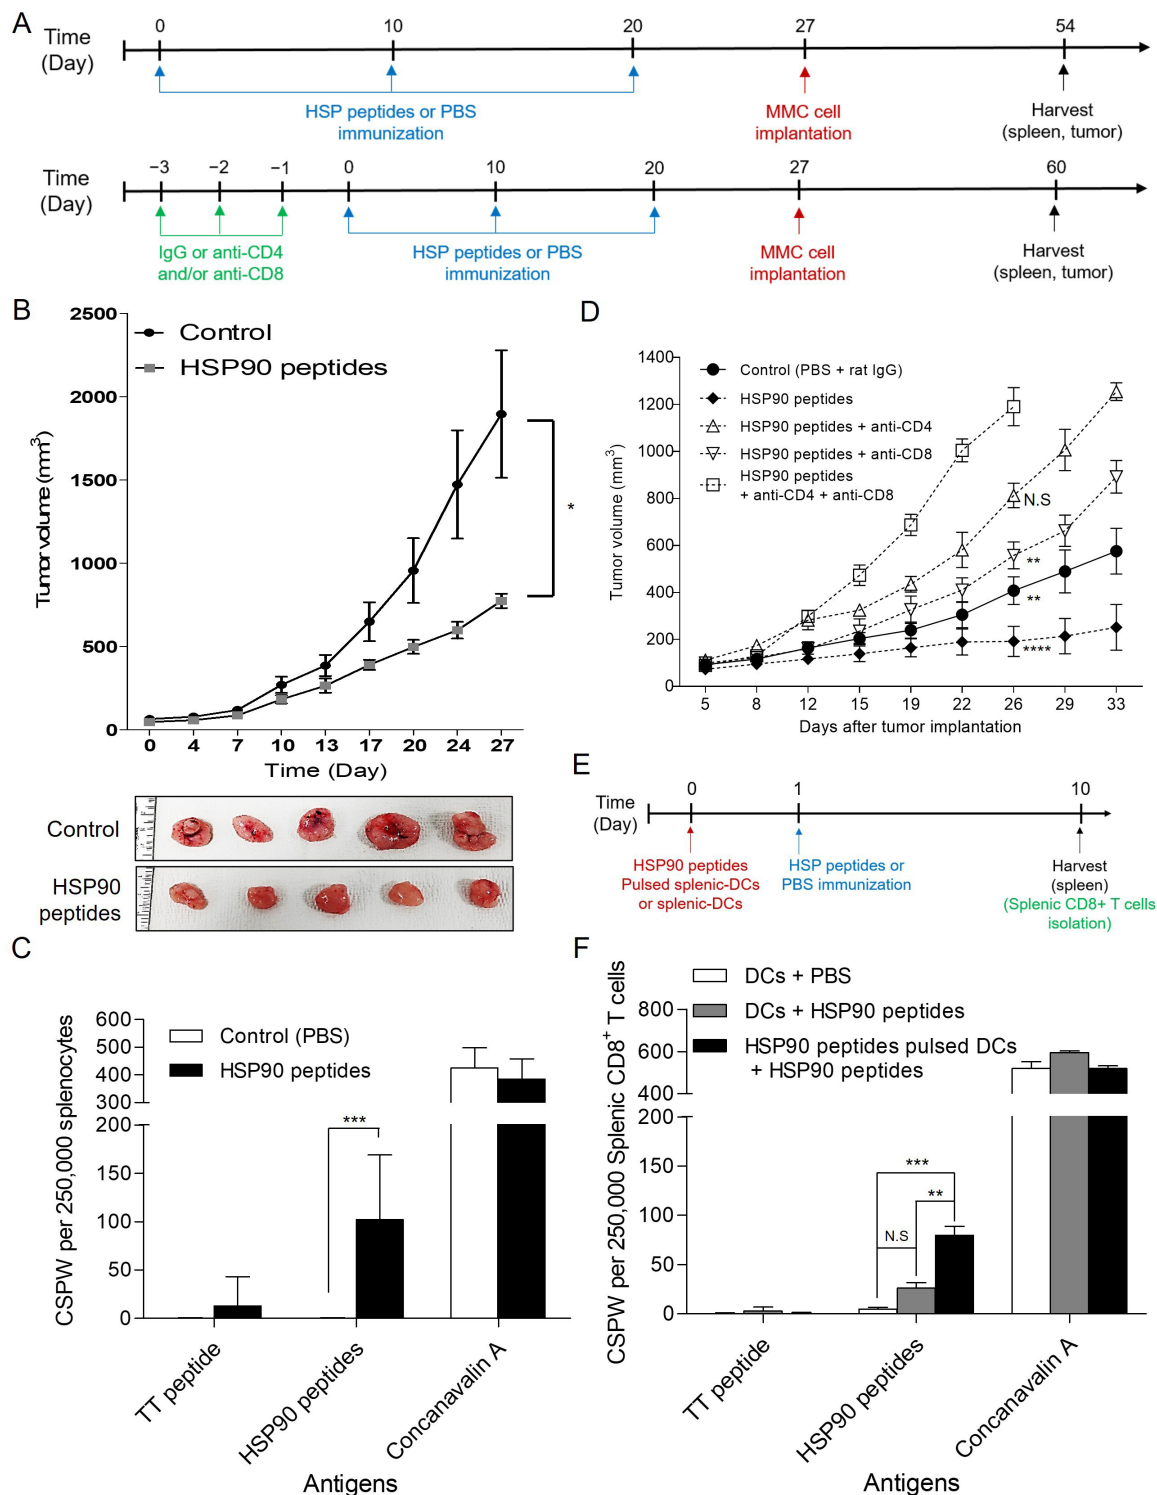 A
Time
(Day)
0 10 20 27 54
HSP peptides or PBS
immunization
MMC cell
implantation
Harvest
(spleen, tumor)
Time
(Day)
−3 −2 −1 0 10 20 27 60
IgG or anti-CD4
and/or anti-CD8
HSP peptides or PBS
immunization
MMC cell
implantation
Harvest
(spleen, tumor)
B
Control
HSP90 peptides
Tumor volume (mm3)
2500
2000
1500
1000
500
0
*
0 4 7 10 13 17 20 24 27
Time (Day)
Control
HSP90
peptides
C
CSPW per 250,000 splenocytes
600
500
400
300
200
150
100
50
0
Control (PBS)
HSP90 peptides
***
TT peptide
HSP90 peptides
Concanavalin A
Antigens
D
Tumor volume (mm3)
1400
1200
1000
800
600
400
200
0
Control (PBS + rat IgG)
HSP90 peptides
HSP90 peptides + anti-CD4
HSP90 peptides + anti-CD8
HSP90 peptides
+ anti-CD4 + anti-CD8
N.S
**
**
****
5 8 12 15 19 22 26 29 33
Days after tumor implantation
E
Time
(Day)
0 1 10
HSP90 peptides
Pulsed splenic-DCs
or splenic-DCs
HSP peptides or
PBS immunization
Harvest
(spleen)
(Splenic CD8+ T cells
isolation)
F
CSPW per 250,000 Splenic CD8+ T cells
800
600
400
200
150
100
50
0
DCs + PBS
DCs + HSP90 peptides
HSP90 peptides pulsed DCs
+ HSP90 peptides
***
**
N.S
TT peptide
HSP90 peptides
Concanavalin A
Antigens